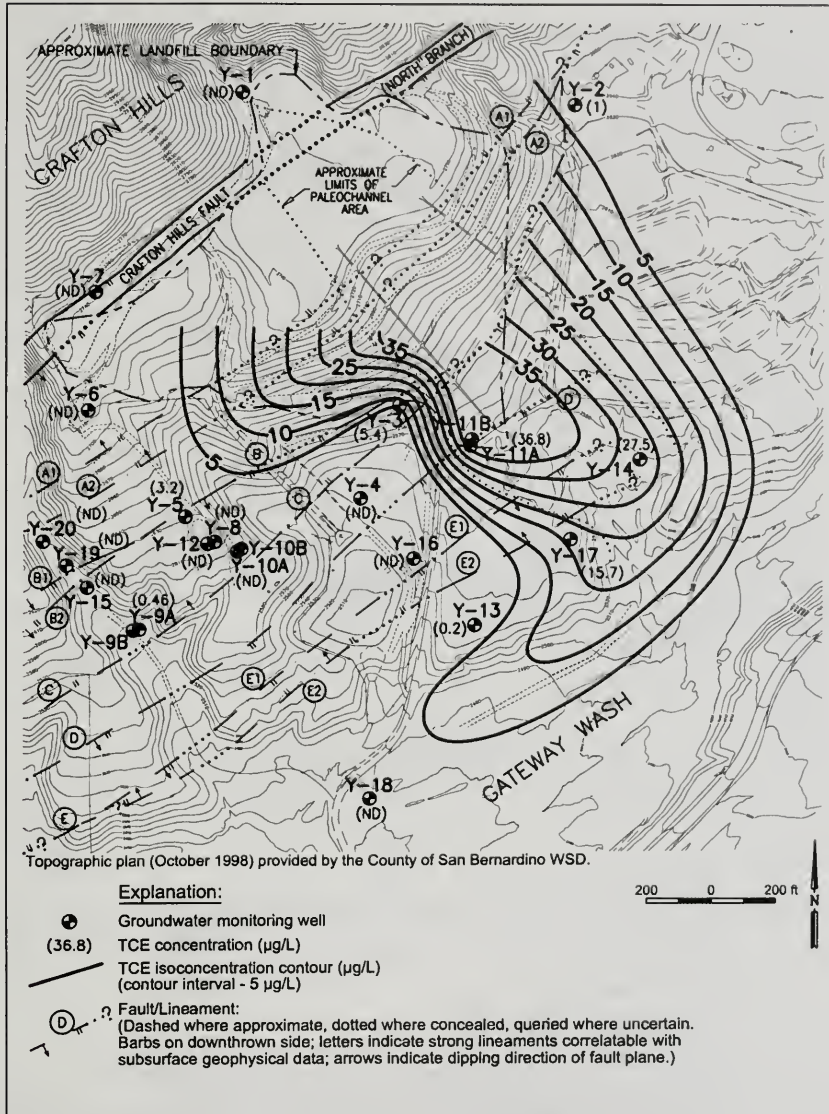 APPROXIMATE LANDFILL BOUNDARY
CRAFTON HILLS
Y-1
(ND)
(NORTH BRANCH)
Y-2
(1)
A1
A2
APPROXIMATE
LIMITS OF
PALEOCHANNEL
AREA
CRAFTON HILLS FAULT
Y-7
(ND)
5
10
15
20
25
30
35
35
25
15
10
5
Y-6
(ND)
Y-3
(5.4)
D
Y-11B
(36.8)
Y-11A
(27.5)
Y-14
B
C
A1
A2
(ND)
(3.2)
Y-5
(ND)
Y-8
Y-4
(ND)
Y-20
(ND)
Y-12
(ND)
Y-10B
Y-10A
(ND)
Y-16
(ND)
E1
E2
Y-17
(15.7)
Y-19
(ND)
B1
Y-15
B2
(0.46)
Y-9A
Y-9B
Y-13
(0.2)
C
E1
E2
D
E
GATEWAY WASH
Y-18
(ND)
Topographic plan (October 1998) provided by the County of San Bernardino WSD.
Explanation:
200 0 200 ft
N
Groundwater monitoring well
(36.8) TCE concentration (µg/L)
TCE isoconcentration contour (µg/L)
(contour interval - 5 µg/L)
D ? Fault/Lineament:
(Dashed where approximate, dotted where concealed, queried where uncertain.
Barbs on downthrown side; letters indicate strong lineaments correlatable with
subsurface geophysical data; arrows indicate dipping direction of fault plane.)